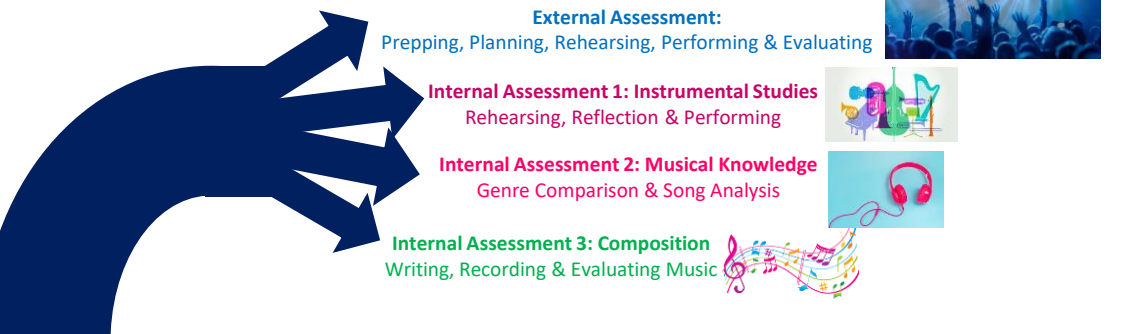 External Assessment:
Prepping, Planning, Rehearsing, Performing & Evaluating
Internal Assessment 1: Instrumental Studies
Rehearsing, Reflection & Performing
Internal Assessment 2: Musical Knowledge
Genre Comparison & Song Analysis
Internal Assessment 3: Composition
Writing, Recording & Evaluating Music